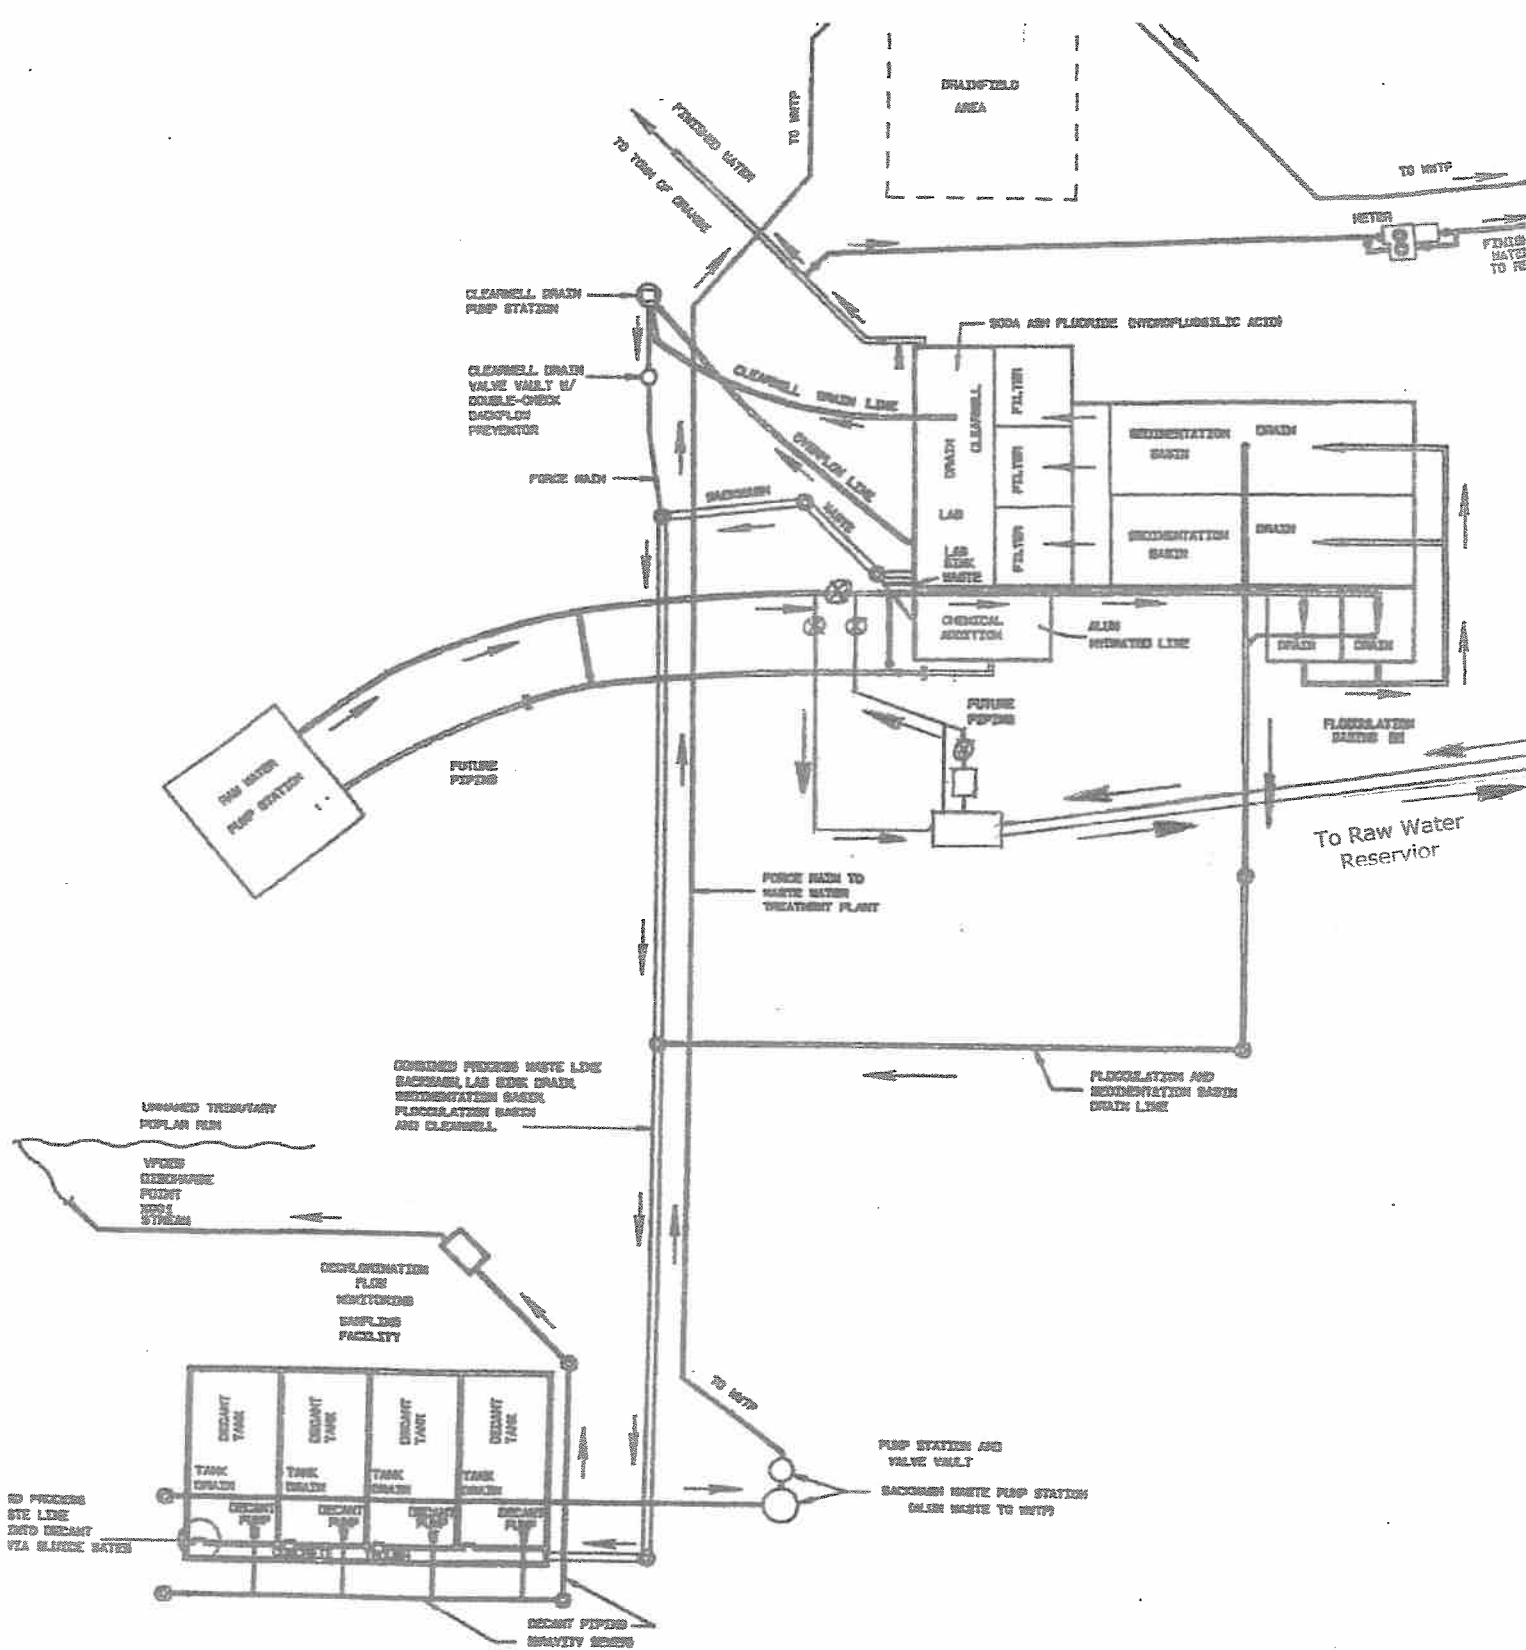 DRAINFIELD
AREA
TO WWTP
FINISHED WATER
TO TOWN OF ORANGE
TO WWTP
METER
TO
CLEARWELL DRAIN
PUMP STATION
SODA ASH FLUORIDE (HYDROFLUSILIC ACID)
CLEARWELL DRAIN
VALVE VAULT W/
DOUBLE-CHECK
BACKFLOW
PREVENTOR
CLEARWELL DRAIN LINE
OVERFLOW LINE
FORCE MAIN
BACKWASH
WASTE
DRAIN
CLEARWELL
LAB
LAB
SINK
WASTE
FILTER
FILTER
FILTER
SEDIMENTATION
BASIN
DRAIN
SEDIMENTATION
BASIN
DRAIN
CHEMICAL
ADDITION
ALUM
HYDRATED LINE
DRAIN
DRAIN
FLOCCULATION
FUTURE
PIPING
FUTURE
PIPING
RAW WATER
PUMP STATION
To Raw Water
Reservior
FORCE MAIN TO
WASTE WATER
TREATMENT PLANT
COMBINED PROCESS WASTE LINE
BACKWASH, LAB SINK DRAIN,
SEDIMENTATION BASIN,
FLOCCULATION BASIN
AND CLEARWELL
FLOCCULATION AND
SEDIMENTATION BASIN
DRAIN LINE
UNNAMED TRIBUTARY
POPLAR RUN
VPDES
DISCHARGE
POINT
STREAM
DECHLORINATION
FLOW
MONITORING
SAMPLING
FACILITY
DECANT
TANK
DECANT
TANK
DECANT
TANK
DECANT
TANK
TANK
DRAIN
TANK
DRAIN
TANK
DRAIN
TANK
DRAIN
DECANT
PUMP
DECANT
PUMP
DECANT
PUMP
DECANT
PUMP
CONCRETE TROUGH
TO WWTP
PUMP STATION AND
VALVE VAULT
BACKWASH WASTE PUMP STATION
(ALUM WASTE TO WWTP)
PROCESS
LINE
INTO DECANT
VIA SLUICE GATES
DECANT PIPING
GRAVITY SEWERS